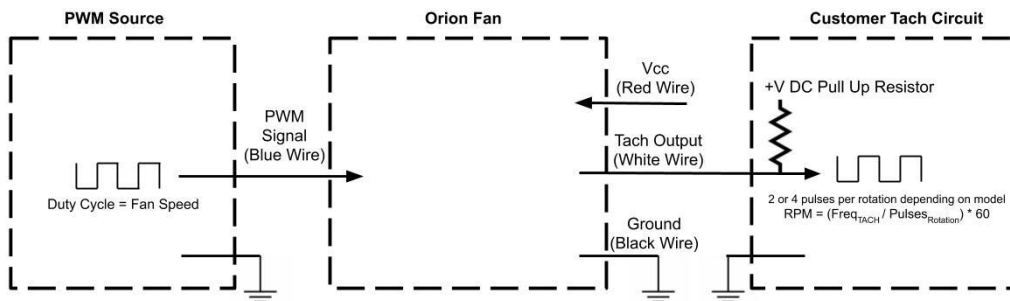 PWM Source
Orion Fan
Customer Tach Circuit
Vcc
(Red Wire)
+V DC Pull Up Resistor
PWM
Signal
(Blue Wire)
Tach Output
(White Wire)
Duty Cycle = Fan Speed
2 or 4 pulses per rotation depending on model
RPM = (Freq_TACH / Pulses_Rotation) * 60
Ground
(Black Wire)